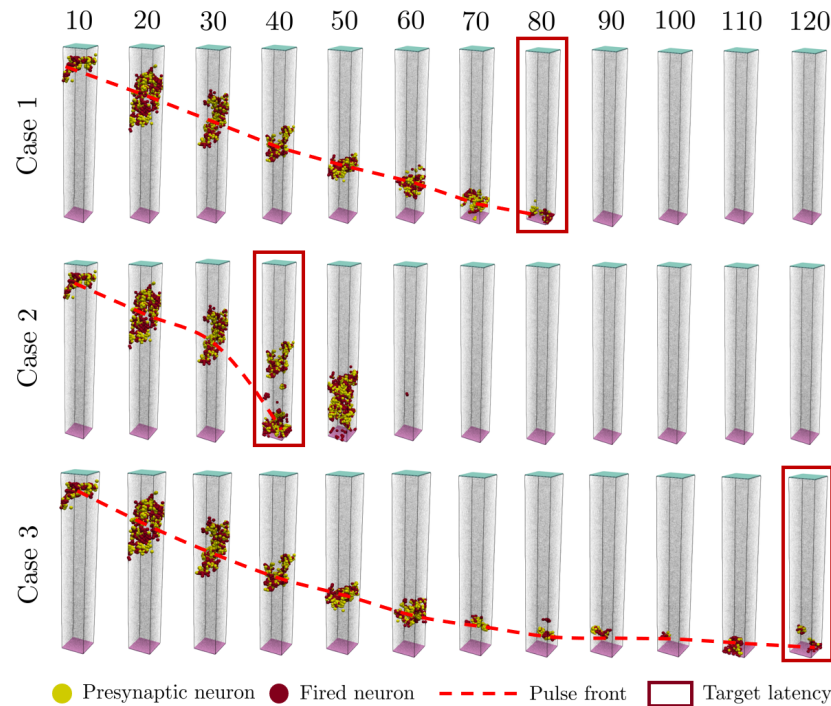 10 20 30 40 50 60 70 80 90 100 110 120
Case 1
Case 2
Case 3
Presynaptic neuron Fired neuron Pulse front Target latency